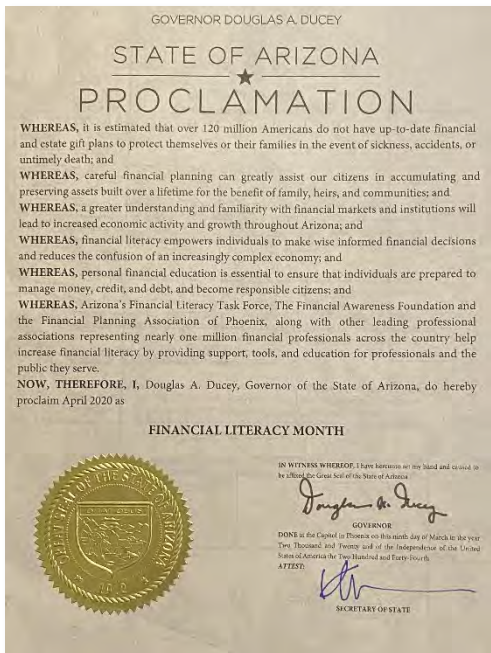 GOVERNOR DOUGLAS A. DUCEY
STATE OF ARIZONA
PROCLAMATION
WHEREAS, it is estimated that over 120 million Americans do not have up-to-date financial
and estate gift plans to protect themselves or their families in the event of sickness, accidents, or
untimely death; and
WHEREAS, careful financial planning can greatly assist our citizens in accumulating and
preserving assets built over a lifetime for the benefit of family, heirs, and communities; and
WHEREAS, a greater understanding and familiarity with financial markets and institutions will
lead to increased economic activity and growth throughout Arizona; and
WHEREAS, financial literacy empowers individuals to make wise informed financial decisions
and reduces the confusion of an increasingly complex economy; and
WHEREAS, personal financial education is essential to ensure that individuals are prepared to
manage money, credit, and debt, and become responsible citizens; and
WHEREAS, Arizona's Financial Literacy Task Force, The Financial Awareness Foundation and
the Financial Planning Association of Phoenix, along with other leading professional
associations representing nearly one million financial professionals across the country help
increase financial literacy by providing support, tools, and education for professionals and the
public they serve.
NOW, THEREFORE, I, Douglas A. Ducey, Governor of the State of Arizona, do hereby
proclaim April 2020 as
FINANCIAL LITERACY MONTH
GREAT SEAL OF THE STATE OF ARIZONA
IN WITNESS WHEREOF, I have hereunto set my hand and caused to
be affixed the Great Seal of the State of Arizona
Douglas A. Ducey
GOVERNOR
DONE at the Capitol in Phoenix on this ninth day of March in the year
Two Thousand and Twenty and of the Independence of the United
States of America the Two Hundred and Forty-Fourth.
ATTEST:
SECRETARY OF STATE